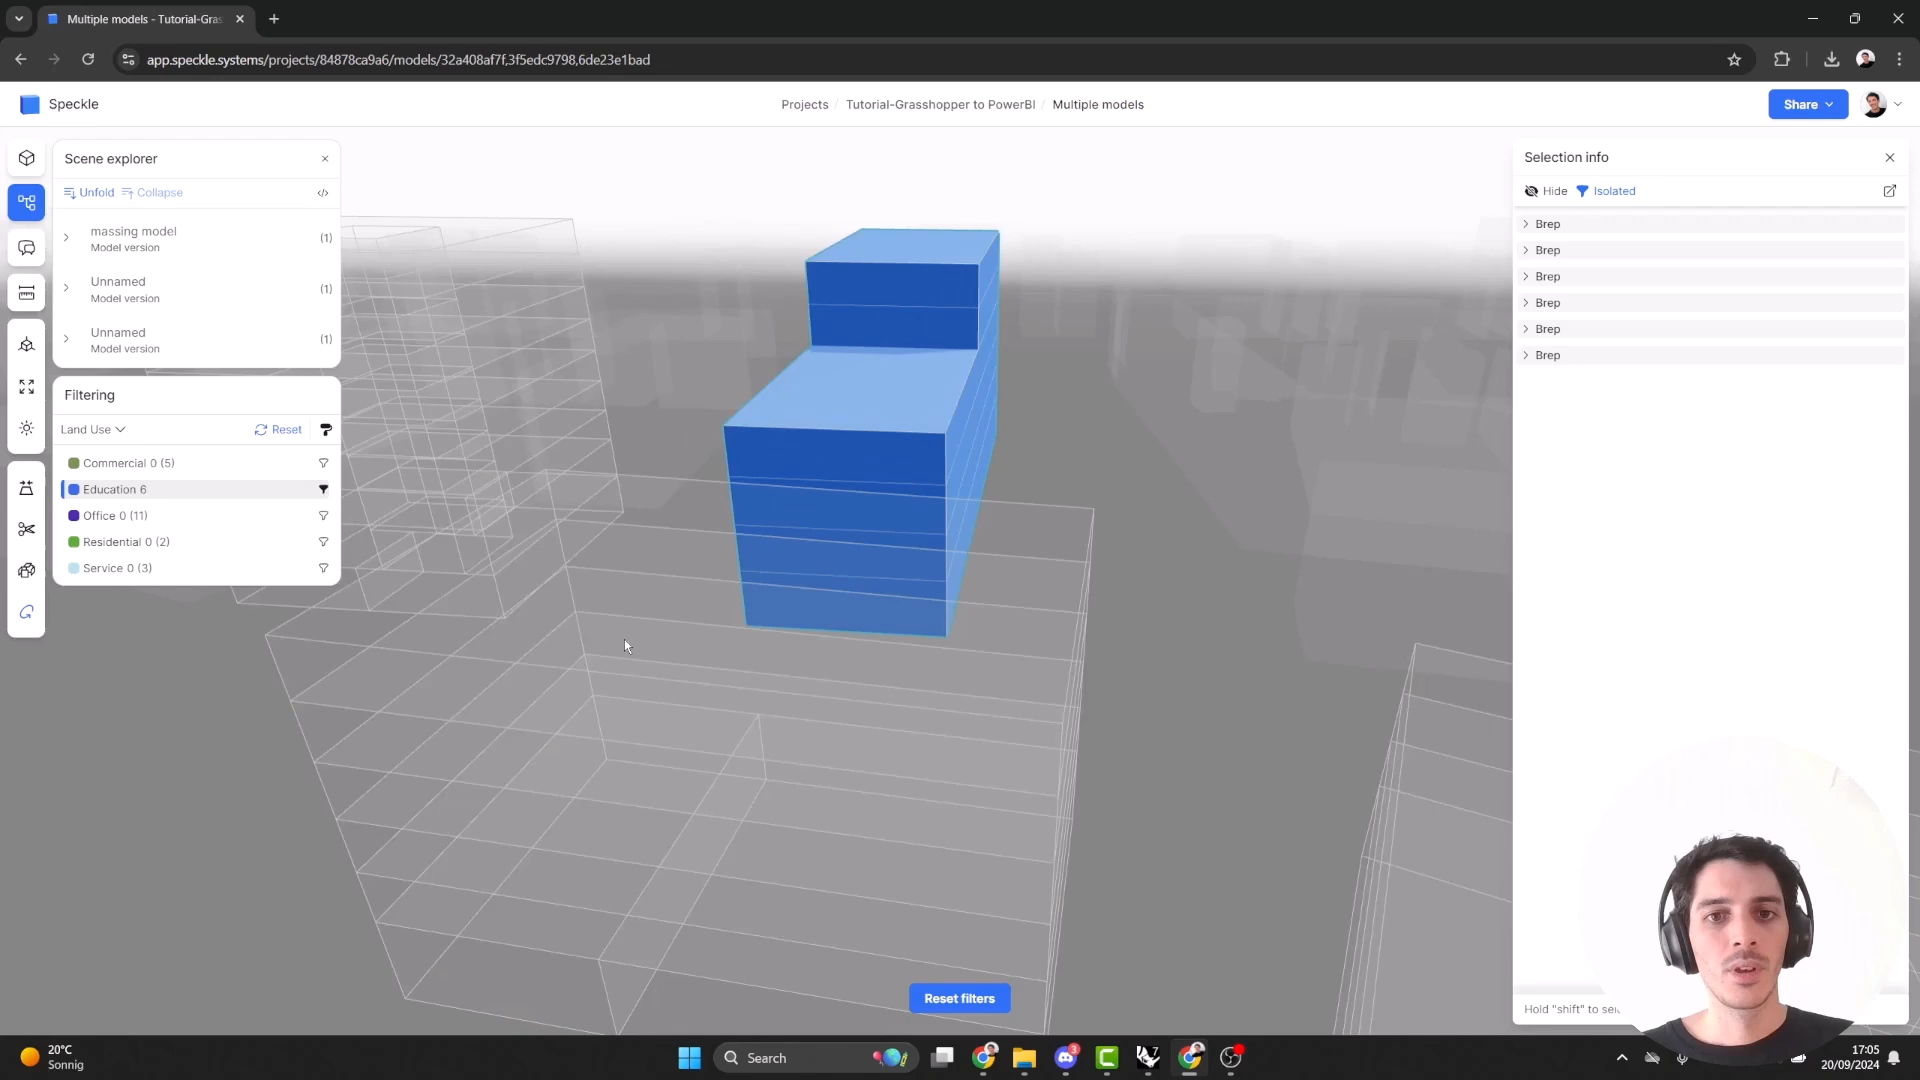 Multiple models - Tutorial-Gras
app.speckle.systems/projects/84878ca9a6/models/32a408af7f,3f5edc9798,6de23e1bad
Speckle
Projects / Tutorial-Grasshopper to PowerBI / Multiple models
Share
Scene explorer
Unfold Collapse
massing model
Model version
(1)
Unnamed
Model version
(1)
Unnamed
Model version
(1)
Filtering
Land Use
Reset
Commercial 0 (5)
Education 6
Office 0 (11)
Residential 0 (2)
Service 0 (3)
Selection info
Hide Isolated
Brep
Brep
Brep
Brep
Brep
Brep
Hold "shift" to
Reset filters
20°C
Sonnig
Search
3
17:05
20/09/2024